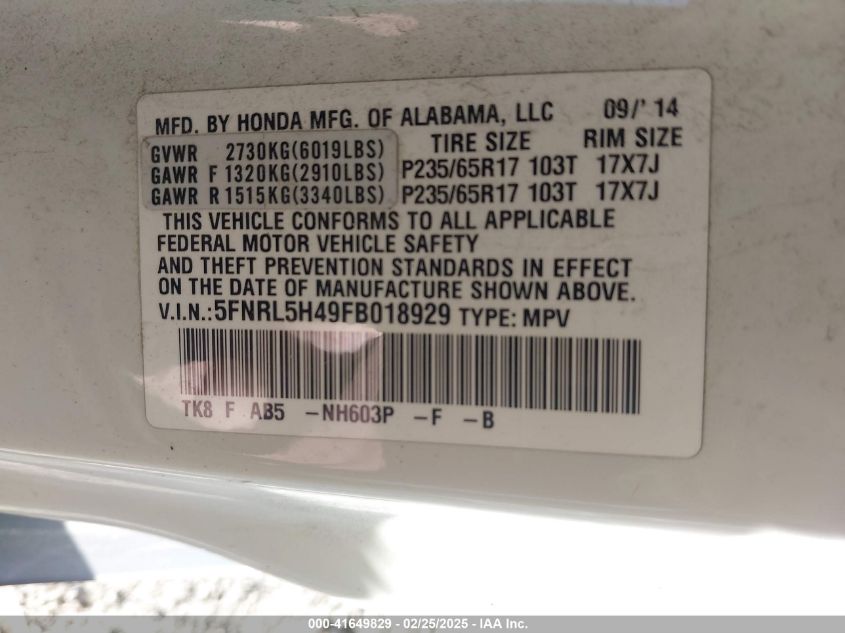 MFD. BY HONDA MFG. OF ALABAMA, LLC 09/'14
TIRE SIZE RIM SIZE
GVWR 2730KG(6019LBS)
GAWR F 1320KG(2910LBS) P235/65R17 103T 17X7J
GAWR R 1515KG(3340LBS) P235/65R17 103T 17X7J
THIS VEHICLE CONFORMS TO ALL APPLICABLE
FEDERAL MOTOR VEHICLE SAFETY
AND THEFT PREVENTION STANDARDS IN EFFECT
ON THE DATE OF MANUFACTURE SHOWN ABOVE.
V.I.N.:5FNRL5H49FB018929 TYPE: MPV
TK8 F AB5 -NH603P -F -B
000 - 41649829 - 02/25/2025 - IAA Inc.